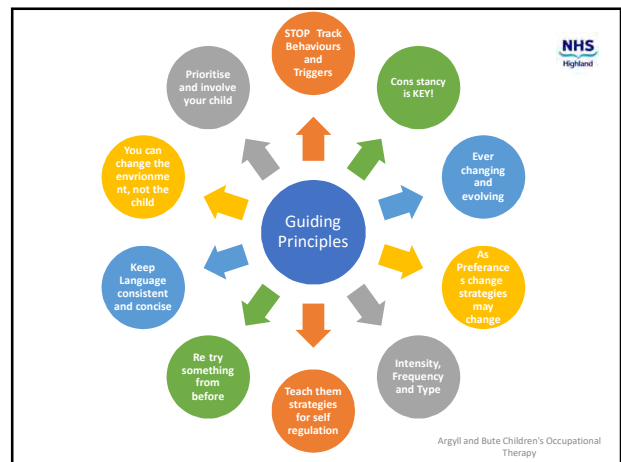 STOP Track
Behaviours
and
Triggers
NHS
Highland
Cons stancy
is KEY!
Ever
changing
and
evolving
As
Preferance
s change
strategies
may
change
Intensity,
Frequency
and Type
Teach them
strategies
for self
regulation
Re try
something
from
before
Keep
Language
consistent
and concise
You can
change the
envrionme
nt, not the
child
Prioritise
and involve
your child
Guiding
Principles
Argyll and Bute Children's Occupational
Therapy